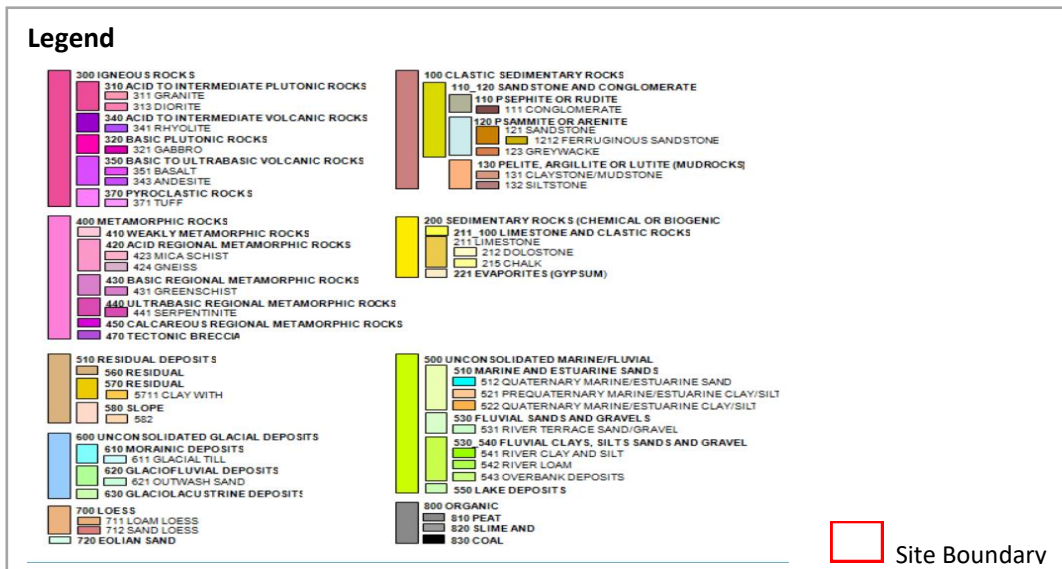 Legend
300 IGNEOUS ROCKS
310 ACID TO INTERMEDIATE PLUTONIC ROCKS
311 GRANITE
313 DIORITE
340 ACID TO INTERMEDIATE VOLCANIC ROCKS
341 RHYOLITE
320 BASIC PLUTONIC ROCKS
321 GABBRO
350 BASIC TO ULTRABASIC VOLCANIC ROCKS
351 BASALT
343 ANDESITE
370 PYROCLASTIC ROCKS
371 TUFF
400 METAMORPHIC ROCKS
410 WEAKLY METAMORPHIC ROCKS
420 ACID REGIONAL METAMORPHIC ROCKS
423 MICA SCHIST
424 GNEISS
430 BASIC REGIONAL METAMORPHIC ROCKS
431 GREENSCHIST
440 ULTRABASIC REGIONAL METAMORPHIC ROCKS
441 SERPENTINITE
450 CALCAREOUS REGIONAL METAMORPHIC ROCKS
470 TECTONIC BRECCIA
510 RESIDUAL DEPOSITS
560 RESIDUAL
570 RESIDUAL
5711 CLAY WITH
580 SLOPE
582
600 UNCONSOLIDATED GLACIAL DEPOSITS
610 MORAINIC DEPOSITS
611 GLACIAL TILL
620 GLACIOFLUVIAL DEPOSITS
621 OUTWASH SAND
630 GLACIOLACUSTRINE DEPOSITS
700 LOESS
711 LOAM LOESS
712 SAND LOESS
720 EOLIAN SAND
100 CLASTIC SEDIMENTARY ROCKS
110_120 SANDSTONE AND CONGLOMERATE
110 PSEPHITE OR RUDITE
111 CONGLOMERATE
120 PSAMMITE OR ARENITE
121 SANDSTONE
1212 FERRUGINOUS SANDSTONE
123 GREYWACKE
130 PELITE, ARGILLITE OR LUTITE (MUDROCKS)
131 CLAYSTONE/MUDSTONE
132 SILTSTONE
200 SEDIMENTARY ROCKS (CHEMICAL OR BIOGENIC
211_100 LIMESTONE AND CLASTIC ROCKS
211 LIMESTONE
212 DOLOSTONE
215 CHALK
221 EVAPORITES (GYPSUM)
500 UNCONSOLIDATED MARINE/FLUVIAL
510 MARINE AND ESTUARINE SANDS
512 QUATERNARY MARINE/ESTUARINE SAND
521 PREQUATERNARY MARINE/ESTUARINE CLAY/SILT
522 QUATERNARY MARINE/ESTUARINE CLAY/SILT
530 FLUVIAL SANDS AND GRAVELS
531 RIVER TERRACE SAND/GRAVEL
530_540 FLUVIAL CLAYS, SILTS SANDS AND GRAVEL
541 RIVER CLAY AND SILT
542 RIVER LOAM
543 OVERBANK DEPOSITS
550 LAKE DEPOSITS
800 ORGANIC
810 PEAT
820 SLIME AND
830 COAL
Site Boundary